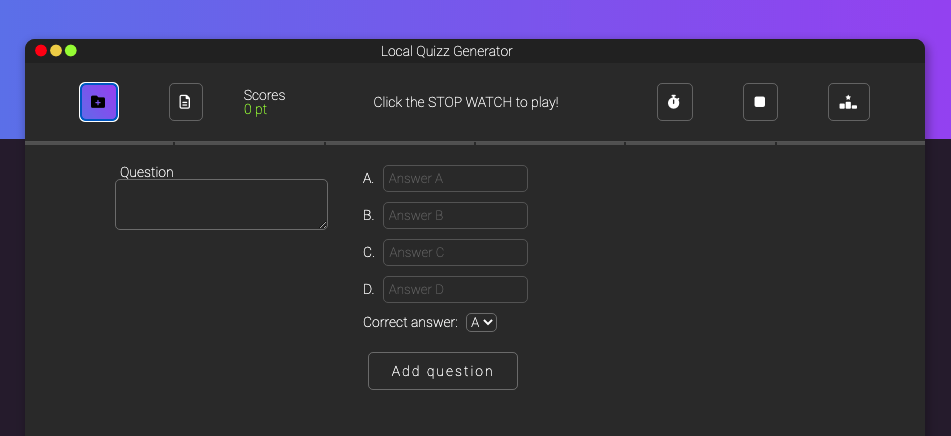 Local Quizz Generator
Scores
0 pt
Click the STOP WATCH to play!
Question
A. Answer A
B. Answer B
C. Answer C
D. Answer D
Correct answer: A
Add question